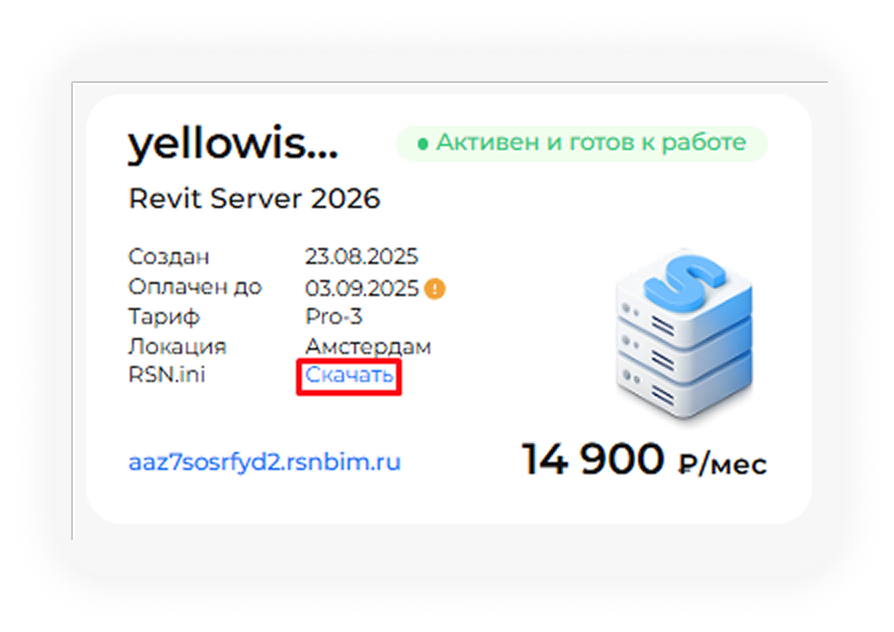 yellowis...
Активен и готов к работе
Revit Server 2026
Создан 23.08.2025
Оплачен до 03.09.2025 !
Тариф Pro-3
Локация Амстердам
RSN.ini Скачать
aaz7sosrfyd2.rsnbim.ru
14 900 ₽/мес